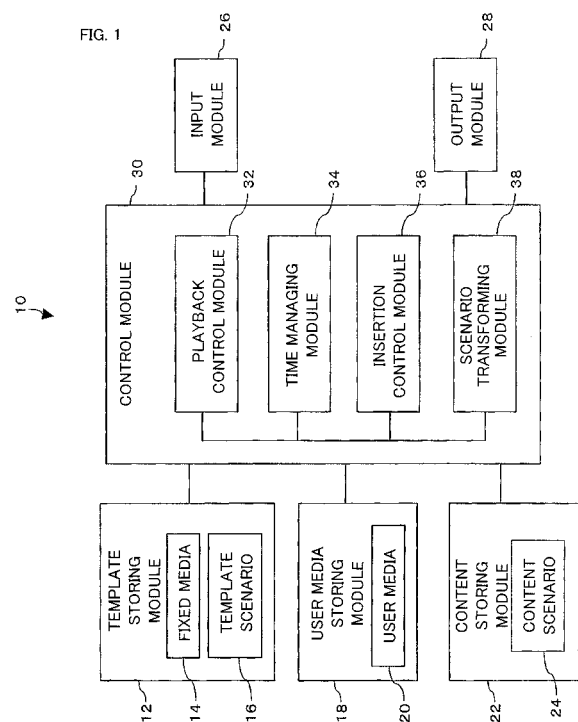 FIG. 1
10
30
CONTROL MODULE
32
PLAYBACK
CONTROL MODULE
34
TIME MANAGING
MODULE
36
INSERTION
CONTROL MODULE
38
SCENARIO
TRANSFORMING
MODULE
26
INPUT
MODULE
28
OUTPUT
MODULE
TEMPLATE
STORING
MODULE
FIXED MEDIA
TEMPLATE
SCENARIO
12
14
16
USER MEDIA
STORING
MODULE
USER MEDIA
18
20
CONTENT
STORING
MODULE
CONTENT
SCENARIO
22
24